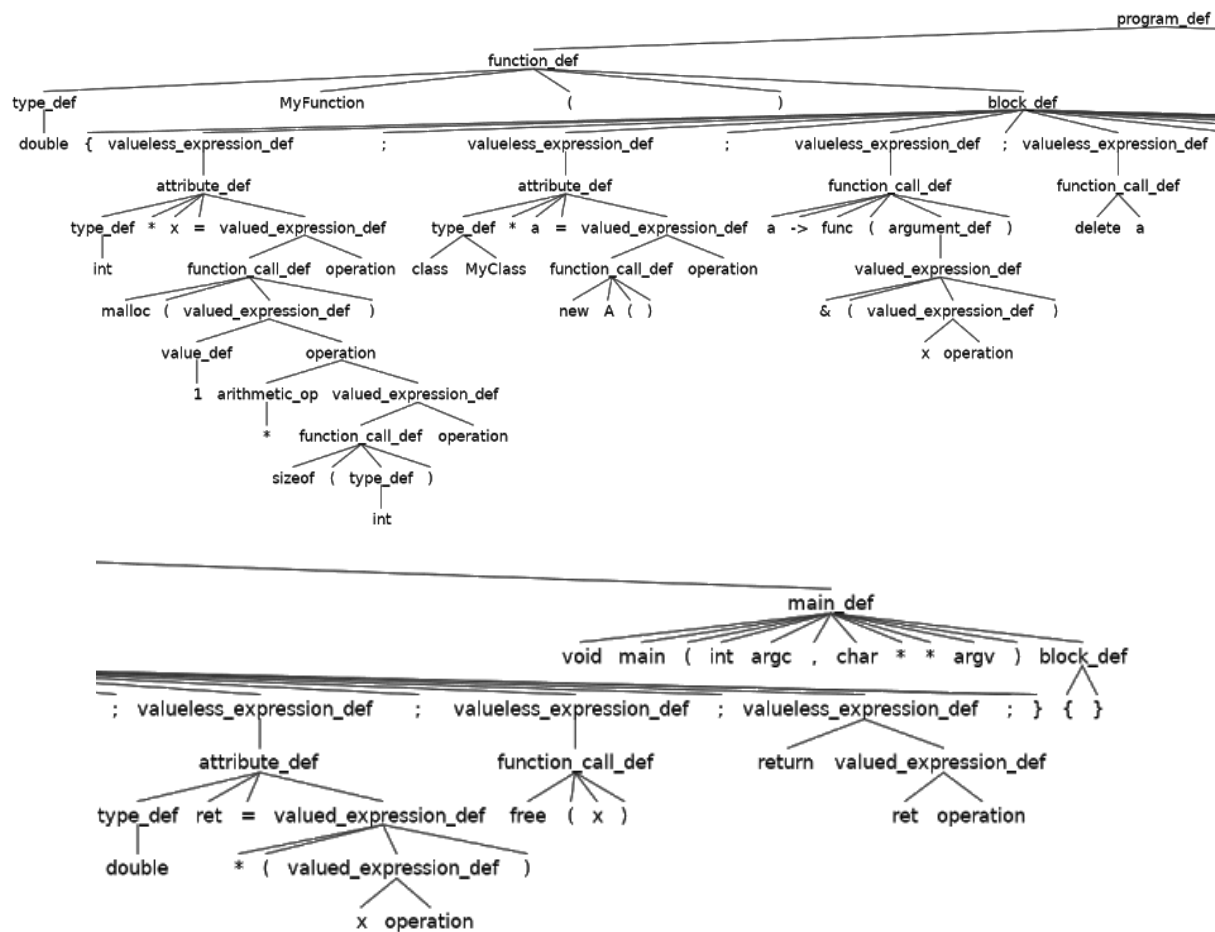 program_def
function_def
type_def MyFunction ( ) block_def
double { valueless_expression_def ; valueless_expression_def ; valueless_expression_def ; valueless_expression_def
attribute_def attribute_def function_call_def function_call_def
type_def * x = valued_expression_def type_def * a = valued_expression_def a -> func ( argument_def ) delete a
int function_call_def operation class MyClass function_call_def operation valued_expression_def
malloc ( valued_expression_def ) new A ( ) & ( valued_expression_def )
value_def operation x operation
1 arithmetic_op valued_expression_def
* function_call_def operation
sizeof ( type_def )
int
main_def
void main ( int argc , char * * argv ) block_def
; valueless_expression_def ; valueless_expression_def ; valueless_expression_def ; } { }
attribute_def function_call_def return valued_expression_def
type_def ret = valued_expression_def free ( x ) ret operation
double * ( valued_expression_def )
x operation